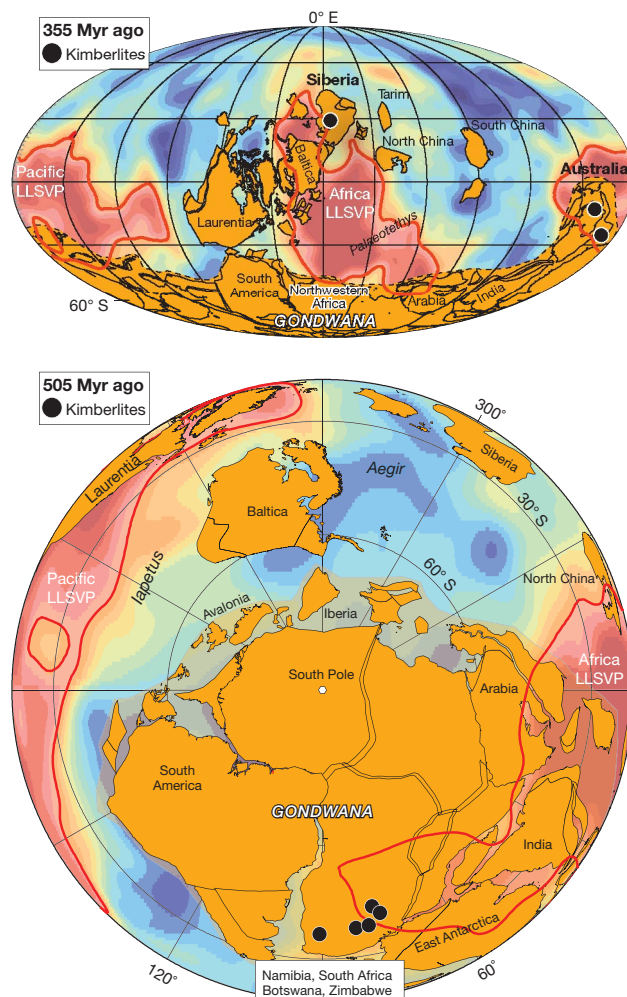 355 Myr ago
Kimberlites
0° E
Siberia
Tarim
South China
North China
Baltica
Australia
Pacific
LLSVP
Africa
LLSVP
Laurentia
Palaeotethys
South
America
Northwestern
Africa
Arabia
India
60° S
GONDWANA
505 Myr ago
Kimberlites
300°
Siberia
Laurentia
Aegir
Baltica
30° S
Iapetus
Pacific
LLSVP
60° S
North China
Avalonia
Iberia
Africa
LLSVP
South Pole
Arabia
South
America
GONDWANA
India
East Antarctica
120°
Namibia, South Africa
Botswana, Zimbabwe
60°